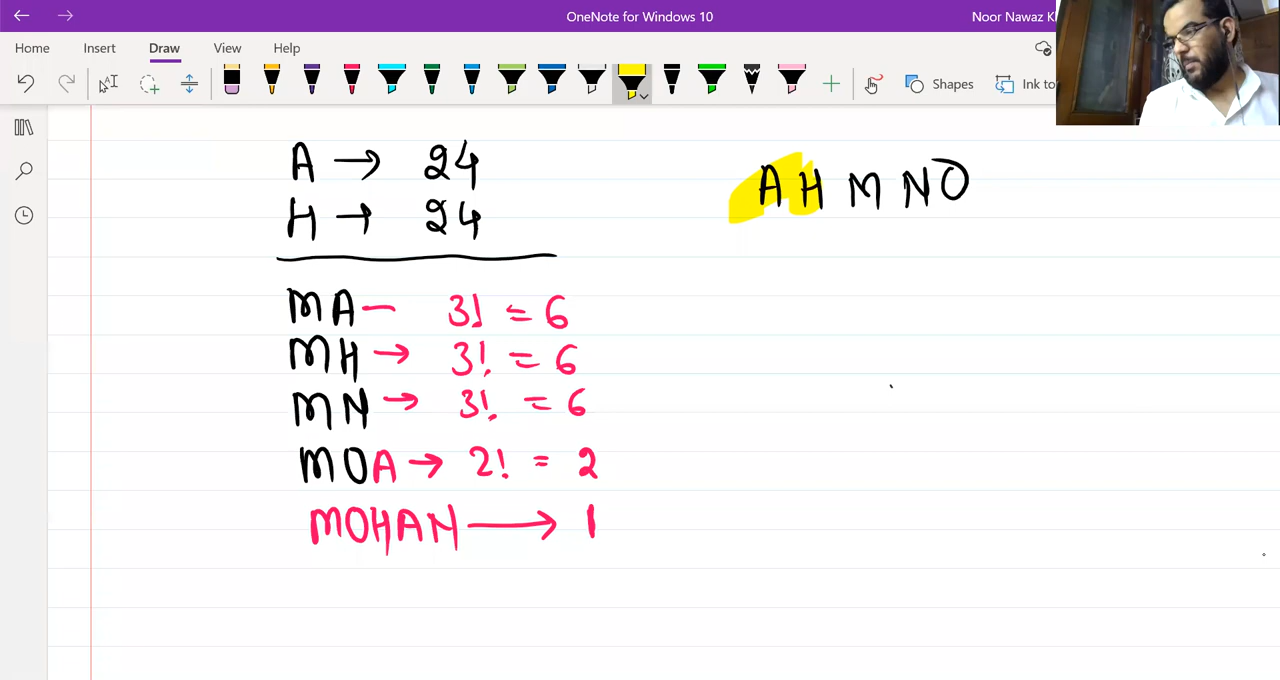 OneNote for Windows 10
Noor Nawaz K
Home Insert Draw View Help
Shapes Ink to
A → 24
H → 24
A H M N O
MA — 3! = 6
MH → 3! = 6
MN → 3! = 6
MOA → 2! = 2
MOHAN → 1